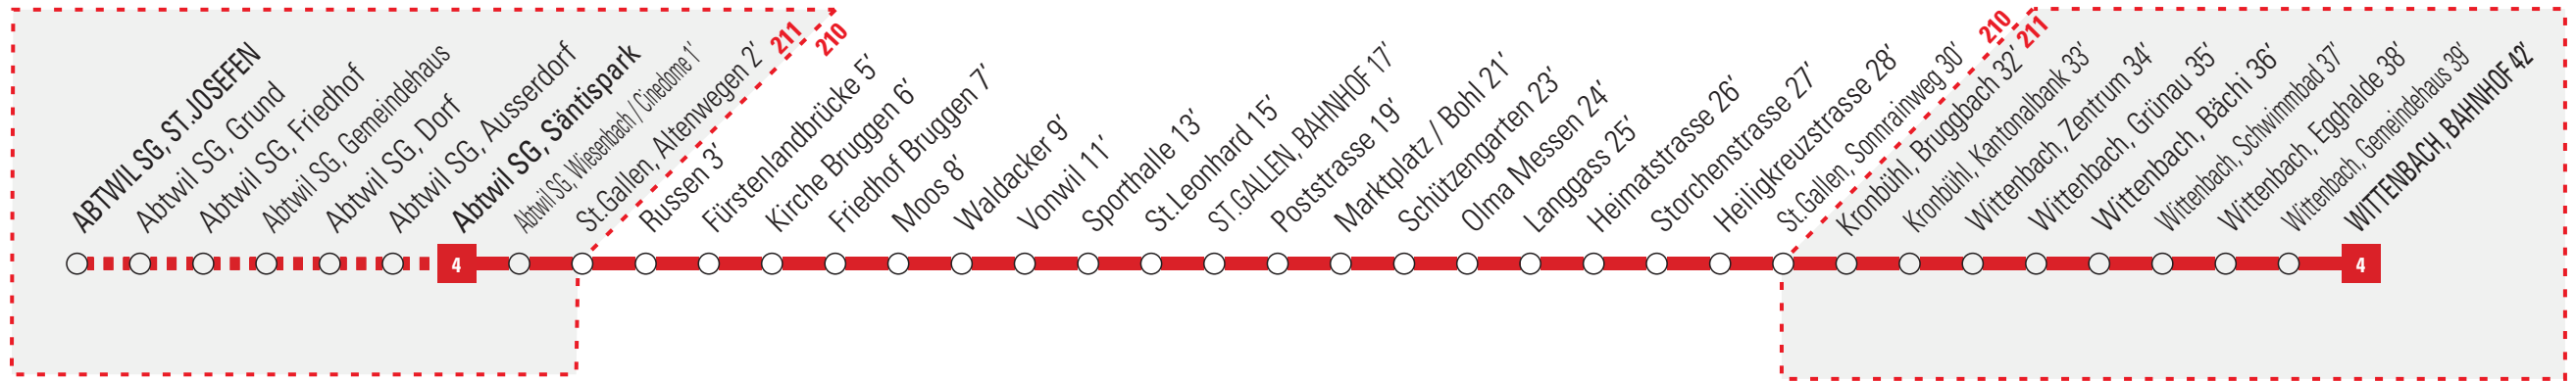 ABTWIL SG, ST.JOSEFEN
Abtwil SG, Grund
Abtwil SG, Friedhof
Abtwil SG, Gemeindehaus
Abtwil SG, Dorf
Abtwil SG, Ausserdorf
Abtwil SG, Säntispark
Abtwil SG, Wiesenbach / Cinedome 1'
St.Gallen, Altenwegen 2'
211
210
Russen 3'
Fürstenlandbrücke 5'
Kirche Bruggen 6'
Friedhof Bruggen 7'
Moos 8'
Waldacker 9'
Vonwil 11'
Sporthalle 13'
St.Leonhard 15'
ST.GALLEN, BAHNHOF 17'
Poststrasse 19'
Marktplatz / Bohl 21'
Schützengarten 23'
Olma Messen 24'
Langgass 25'
Heimatstrasse 26'
Storchenstrasse 27'
Heiligkreuzstrasse 28'
St.Gallen, Sonnrainweg 30'
210
211
Kronbühl, Bruggbach 32'
Kronbühl, Kantonalbank 33'
Wittenbach, Zentrum 34'
Wittenbach, Grünau 35'
Wittenbach, Bächi 36'
Wittenbach, Schwimmbad 37'
Wittenbach, Egghalde 38'
Wittenbach, Gemeindehaus 39'
WITTENBACH, BAHNHOF 42'
4
4